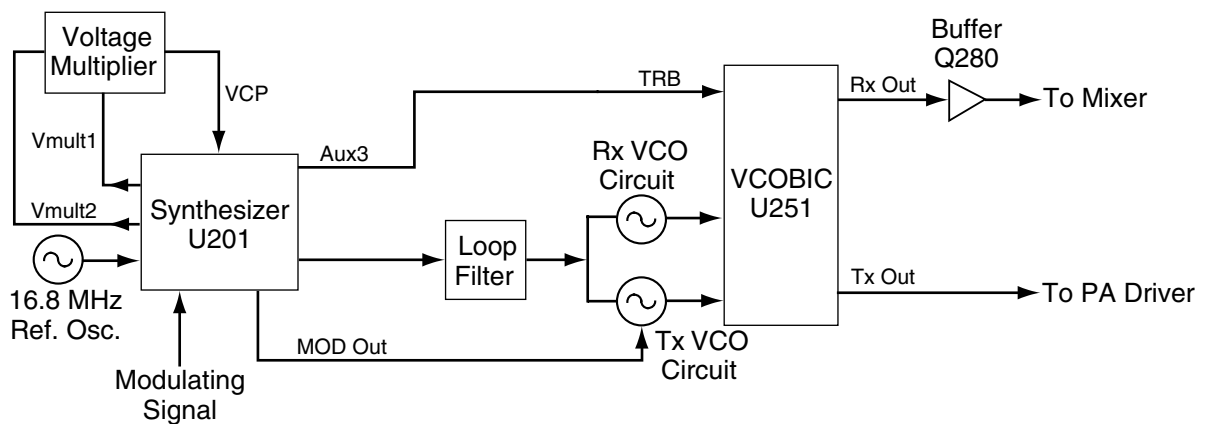 Voltage
Multiplier
VCP
Vmult1
Vmult2
Synthesizer
U201
16.8 MHz
Ref. Osc.
Modulating
Signal
Aux3
MOD Out
Loop
Filter
TRB
Rx VCO
Circuit
Tx VCO
Circuit
VCOBIC
U251
Rx Out
Buffer
Q280
To Mixer
Tx Out
To PA Driver